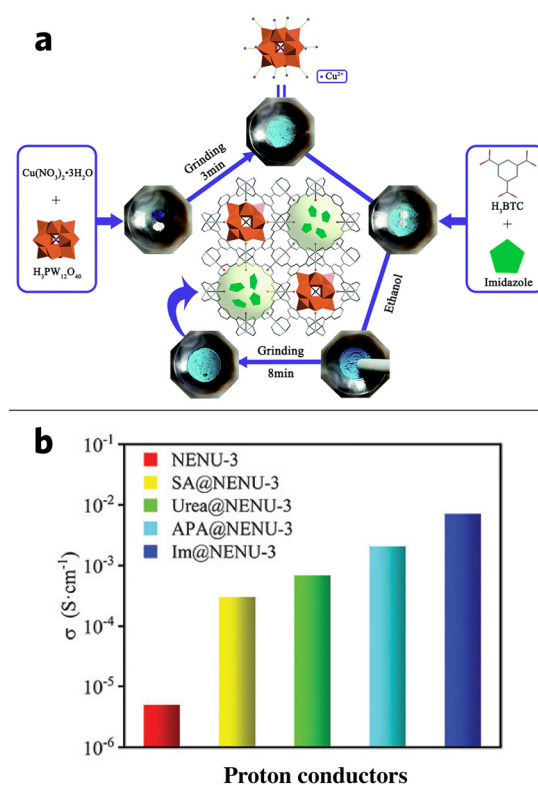 a
• Cu²⁺
Grinding
3min
Cu(NO₃)₂•3H₂O
+
H₃PW₁₂O₄₀
H₃BTC
+
Imidazole
Ethanol
Grinding
8min
b
10⁻¹
10⁻²
10⁻³
10⁻⁴
10⁻⁵
10⁻⁶
σ (S·cm⁻¹)
NENU-3
SA@NENU-3
Urea@NENU-3
APA@NENU-3
Im@NENU-3
Proton conductors